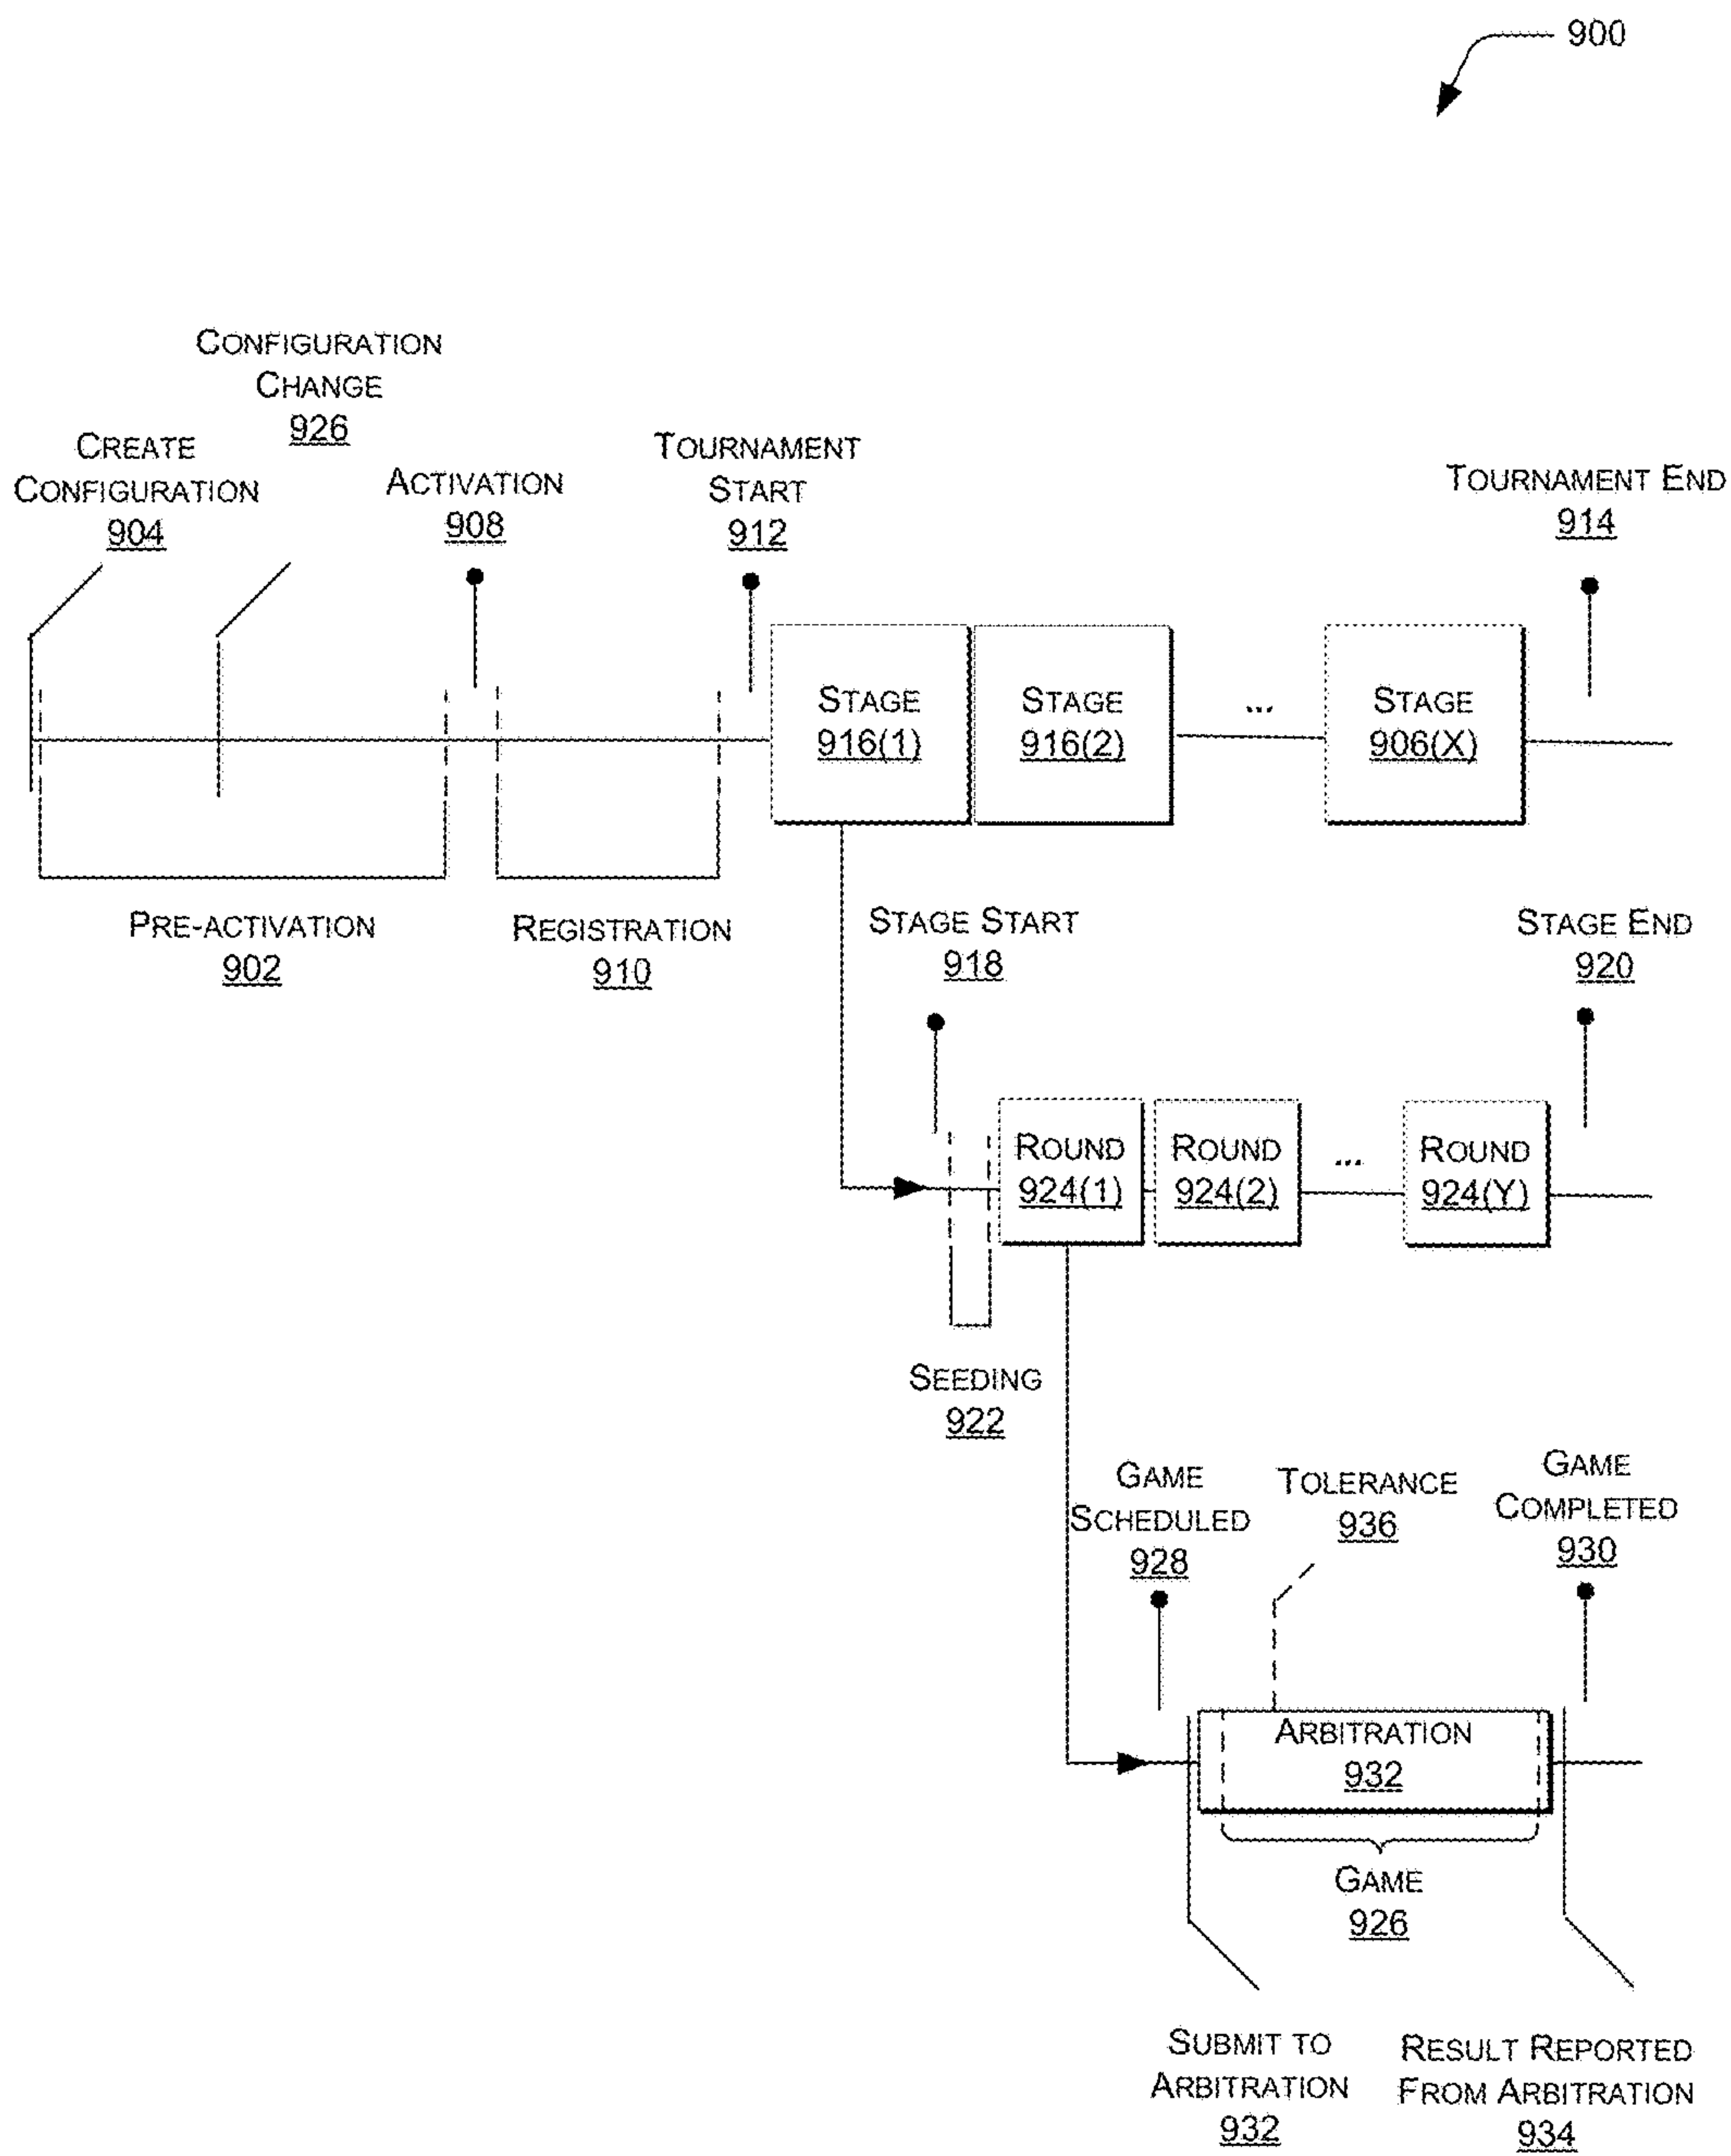 900
CONFIGURATION
CHANGE
926
CREATE
CONFIGURATION
904
ACTIVATION
908
TOURNAMENT
START
912
TOURNAMENT END
914
STAGE
916(1)
STAGE
916(2)
...
STAGE
906(X)
PRE-ACTIVATION
902
REGISTRATION
910
STAGE START
918
STAGE END
920
ROUND
924(1)
ROUND
924(2)
...
ROUND
924(Y)
SEEDING
922
GAME
SCHEDULED
928
TOLERANCE
936
GAME
COMPLETED
930
ARBITRATION
932
GAME
926
SUBMIT TO
ARBITRATION
932
RESULT REPORTED
FROM ARBITRATION
934